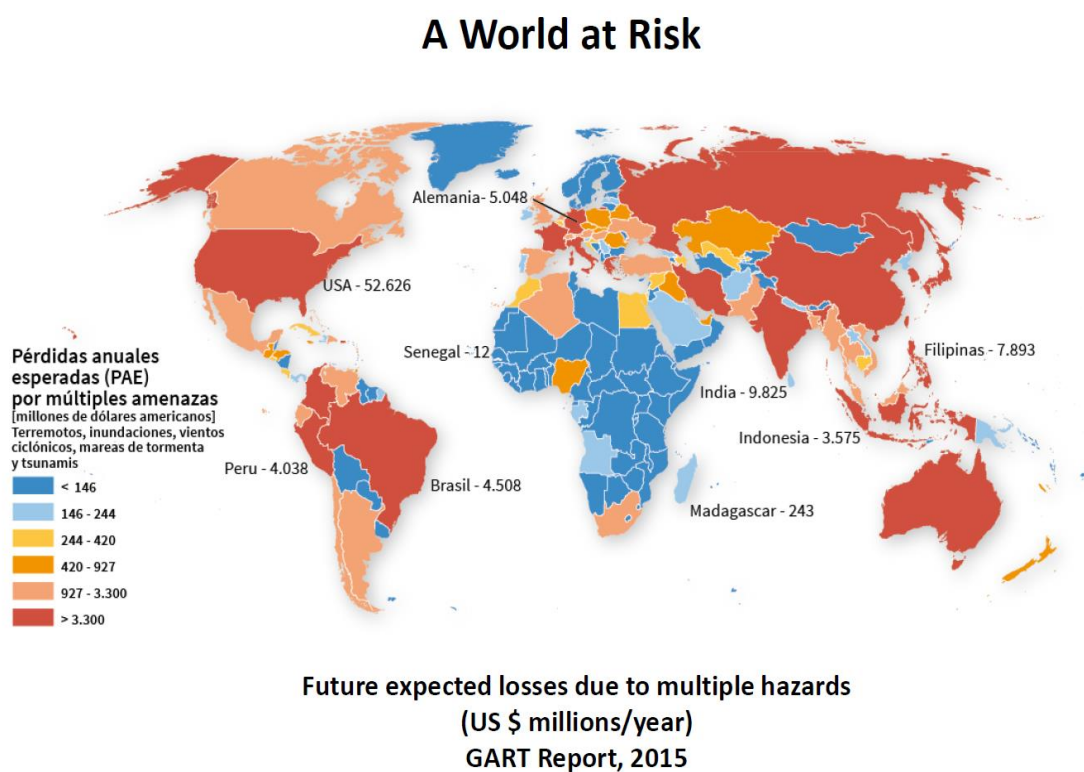 A World at Risk
Alemania- 5.048
USA - 52.626
Senegal - 12
Filipinas - 7.893
India - 9.825
Indonesia - 3.575
Peru - 4.038
Brasil - 4.508
Madagascar - 243
Pérdidas anuales
esperadas (PAE)
por múltiples amenazas
[millones de dólares americanos]
Terremotos, inundaciones, vientos
ciclónicos, mareas de tormenta
y tsunamis
< 146
146 - 244
244 - 420
420 - 927
927 - 3.300
> 3.300
Future expected losses due to multiple hazards
(US $ millions/year)
GART Report, 2015